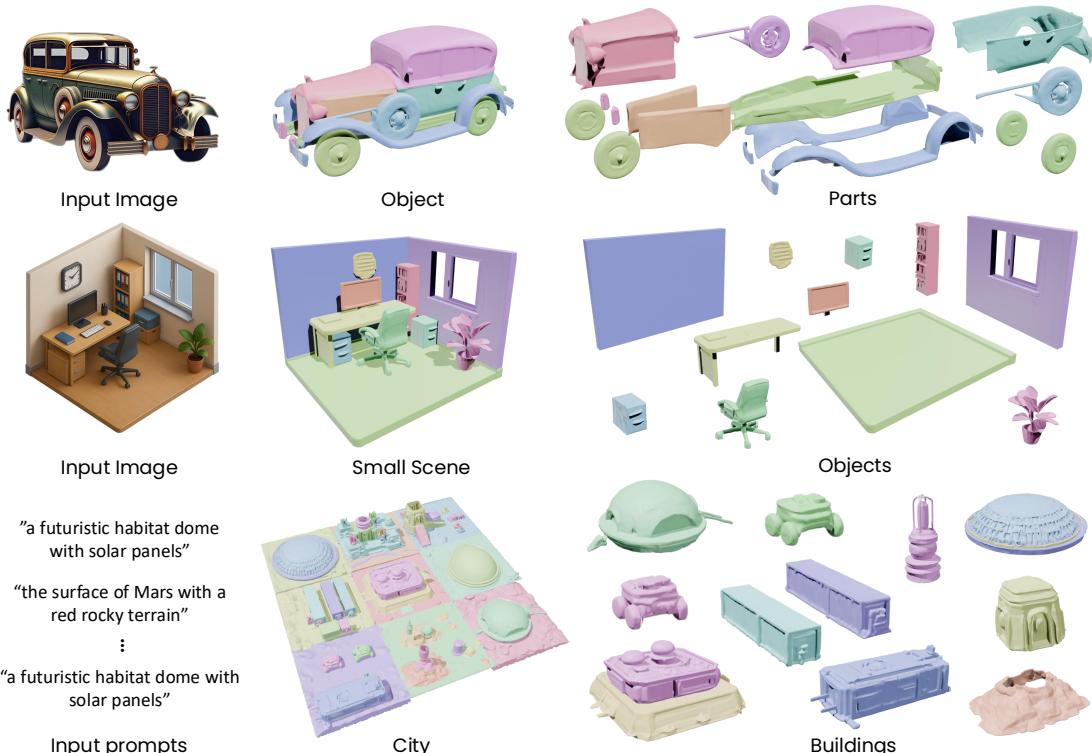 Input Image
Object
Parts
Input Image
Small Scene
Objects
”a futuristic habitat dome
with solar panels”
“the surface of Mars with a
red rocky terrain”
⋮
“a futuristic habitat dome with
solar panels”
Input prompts
City
Buildings